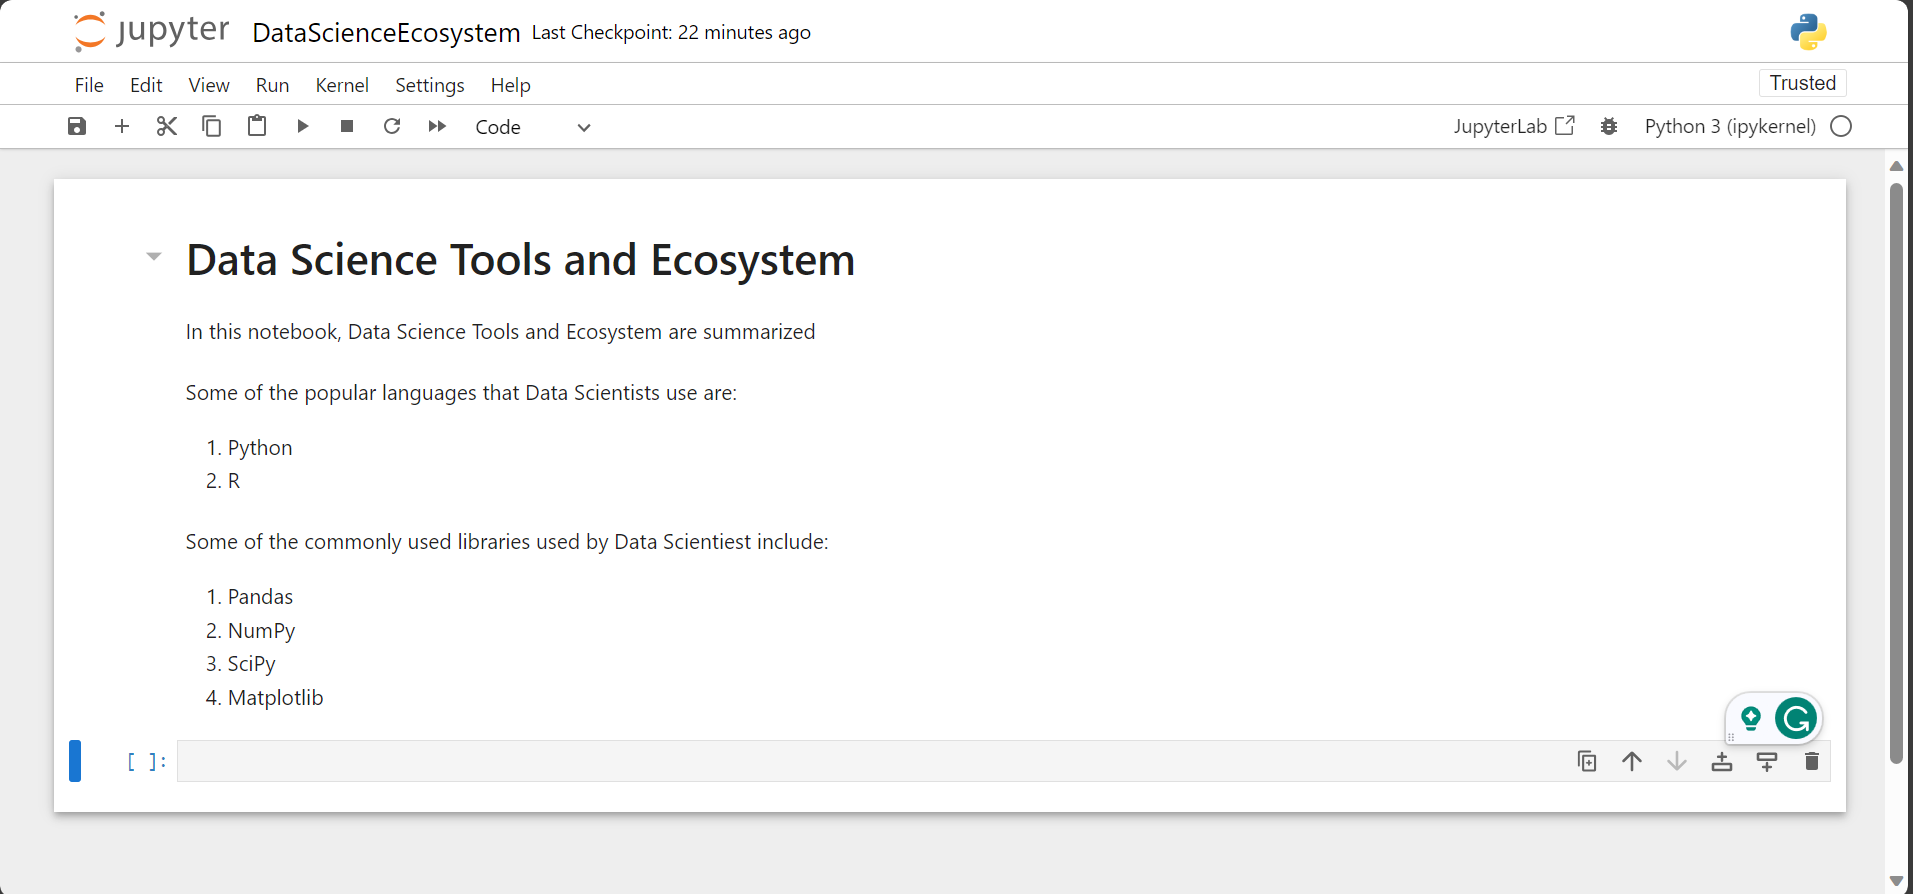 jupyter DataScienceEcosystem Last Checkpoint: 22 minutes ago
File Edit View Run Kernel Settings Help Trusted
Code JupyterLab Python 3 (ipykernel)
Data Science Tools and Ecosystem
In this notebook, Data Science Tools and Ecosystem are summarized
Some of the popular languages that Data Scientists use are:
1. Python
2. R
Some of the commonly used libraries used by Data Scientiest include:
1. Pandas
2. NumPy
3. SciPy
4. Matplotlib
[ ]: